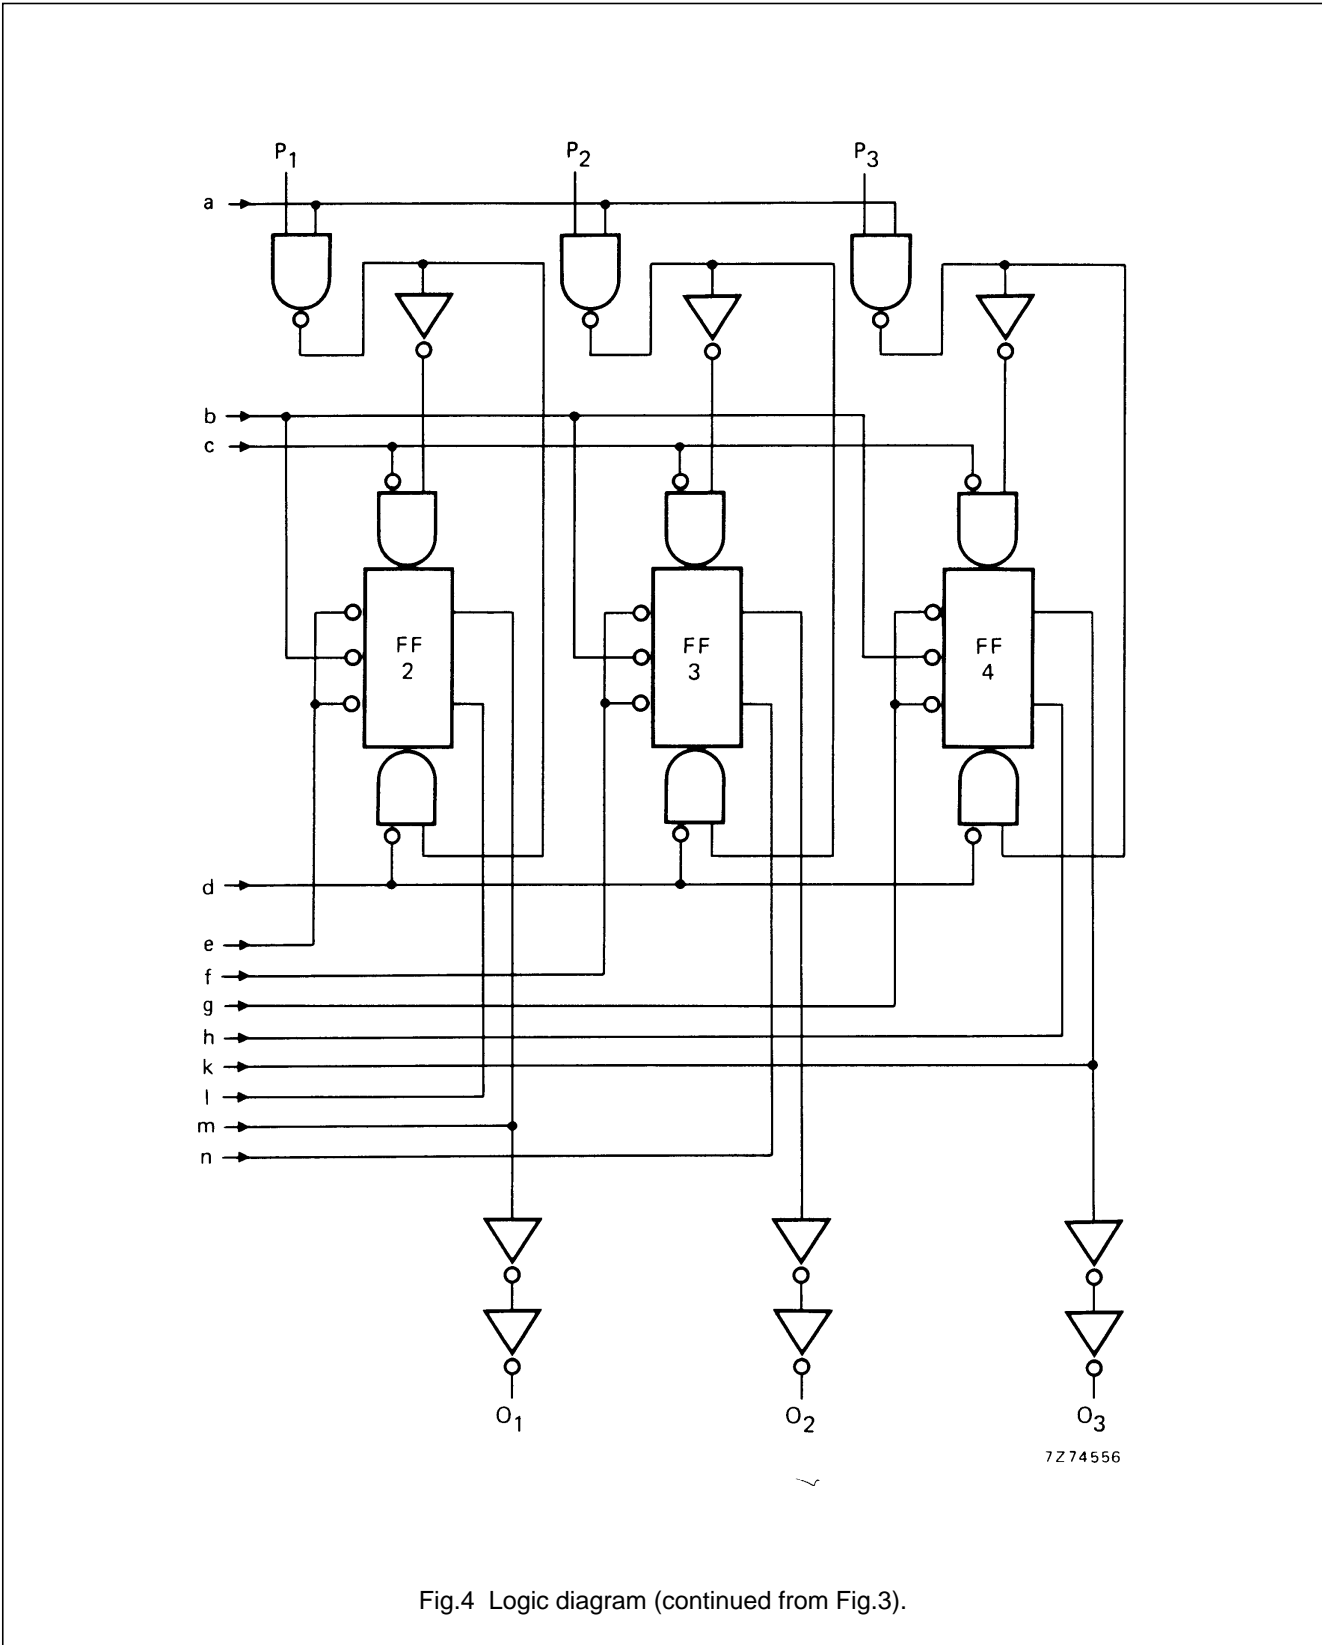 P1 P2 P3
a
b
c
FF 2
FF 3
FF 4
d
e
f
g
h
k
l
m
n
O1 O2 O3
7Z74556
Fig.4 Logic diagram (continued from Fig.3).